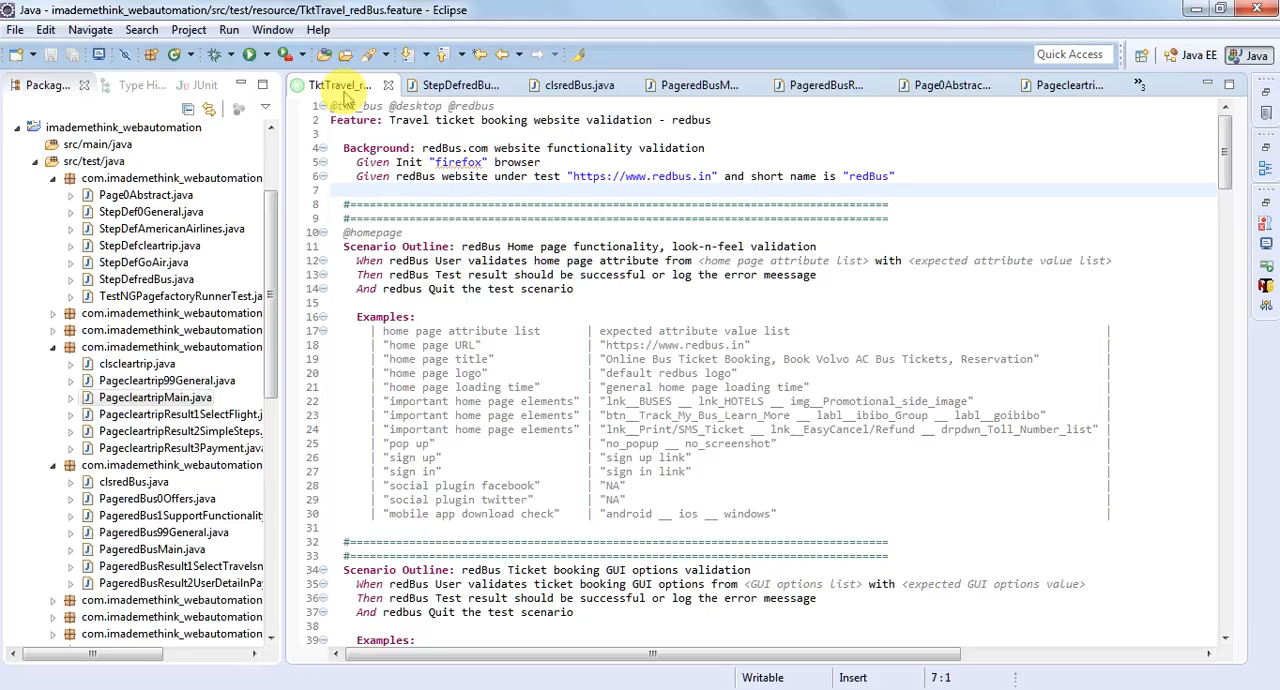 Java - imademethink_webautomation/src/test/resource/TktTravel_redBus.feature - Eclipse
File Edit Navigate Search Project Run Window Help
Quick Access
Java EE
Java
Packag...
Type Hi...
JUnit
TktTravel_r...
StepDefredBu...
clsredBus.java
PageredBusM...
PageredBusR...
Page0Abstrac...
Pagecleartri...
3
imademethink_webautomation
src/main/java
src/test/java
com.imademethink_webautomation
Page0Abstract.java
StepDef0General.java
StepDefAmericanAirlines.java
StepDefcleartrip.java
StepDefGoAir.java
StepDefredBus.java
TestNGPagefactoryRunnerTest.ja
com.imademethink_webautomation
com.imademethink_webautomation
com.imademethink_webautomation
clscleartrip.java
Pagecleartrip99General.java
PagecleartripMain.java
PagecleartripResult1SelectFlight.j
PagecleartripResult2SimpleSteps.
PagecleartripResult3Payment.java
com.imademethink_webautomation
clsredBus.java
PageredBus0Offers.java
PageredBus1SupportFunctionality
PageredBus99General.java
PageredBusMain.java
PageredBusResult1SelectTravelsn
PageredBusResult2UserDetailnPa
com.imademethink_webautomation
com.imademethink_webautomation
com.imademethink_webautomation
1 bus @desktop @redbus
2 Feature: Travel ticket booking website validation - redbus
3
4 Background: redBus.com website functionality validation
5 Given Init "firefox" browser
6 Given redBus website under test "https://www.redbus.in" and short name is "redBus"
7
8 #==================================================================================
9 #==================================================================================
10 @homepage
11 Scenario Outline: redBus Home page functionality, look-n-feel validation
12 When redBus User validates home page attribute from <home page attribute list> with <expected attribute value list>
13 Then redBus Test result should be successful or log the error meessage
14 And redbus Quit the test scenario
15
16 Examples:
17 | home page attribute list | expected attribute value list |
18 | "home page URL" | "https://www.redbus.in" |
19 | "home page title" | "Online Bus Ticket Booking, Book Volvo AC Bus Tickets, Reservation" |
20 | "home page logo" | "default redbus logo" |
21 | "home page loading time" | "general home page loading time" |
22 | "important home page elements" | "lnk__BUSES __ lnk_HOTELS __ img__Promotional_side_image" |
23 | "important home page elements" | "btn__Track_My_Bus_Learn_More __ labl__ibibo_Group __ labl__goibibo" |
24 | "important home page elements" | "lnk__Print/SMS_Ticket __ lnk__EasyCancel/Refund __ drpdwn_Toll_Number_list" |
25 | "pop up" | "no_popup __ no_screenshot" |
26 | "sign up" | "sign up link" |
27 | "sign in" | "sign in link" |
28 | "social plugin facebook" | "NA" |
29 | "social plugin twitter" | "NA" |
30 | "mobile app download check" | "android __ ios __ windows" |
31
32 #==================================================================================
33 #==================================================================================
34 Scenario Outline: redBus Ticket booking GUI options validation
35 When redBus User validates ticket booking GUI options from <GUI options list> with <expected GUI options value>
36 Then redBus Test result should be successful or log the error meessage
37 And redbus Quit the test scenario
38
39 Examples:
Writable Insert 7 : 1